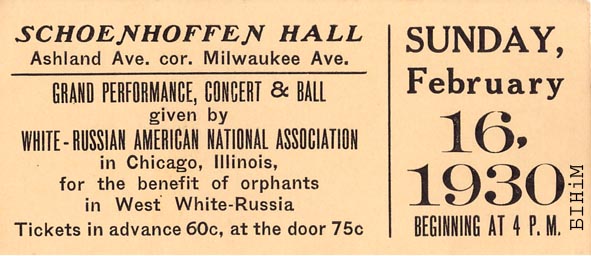 SCHOENHOFFEN HALL
Ashland Ave. cor. Milwaukee Ave.
GRAND PERFORMANCE, CONCERT & BALL
given by
WHITE-RUSSIAN AMERICAN NATIONAL ASSOCIATION
in Chicago, Illinois,
for the benefit of orphants
in West White-Russia
Tickets in advance 60c, at the door 75c
SUNDAY,
February
16,
1930
BEGINNING AT 4 P. M.
BIHiM